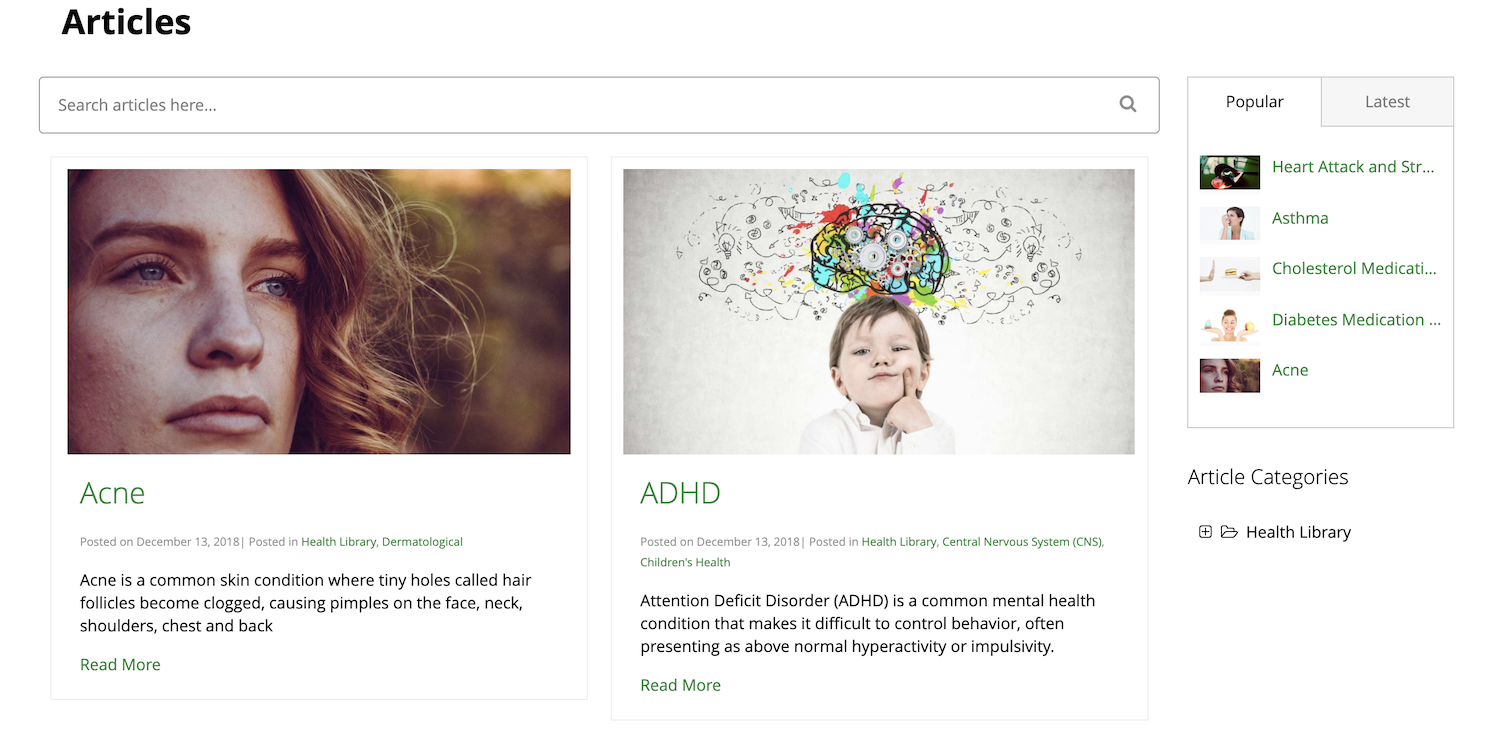 Articles
Search articles here...
Acne
Posted on December 13, 2018| Posted in Health Library, Dermatological
Acne is a common skin condition where tiny holes called hair
follicles become clogged, causing pimples on the face, neck,
shoulders, chest and back
Read More
ADHD
Posted on December 13, 2018| Posted in Health Library, Central Nervous System (CNS),
Children's Health
Attention Deficit Disorder (ADHD) is a common mental health
condition that makes it difficult to control behavior, often
presenting as above normal hyperactivity or impulsivity.
Read More
Popular
Latest
Heart Attack and Str...
Asthma
Cholesterol Medicati...
Diabetes Medication ...
Acne
Article Categories
Health Library